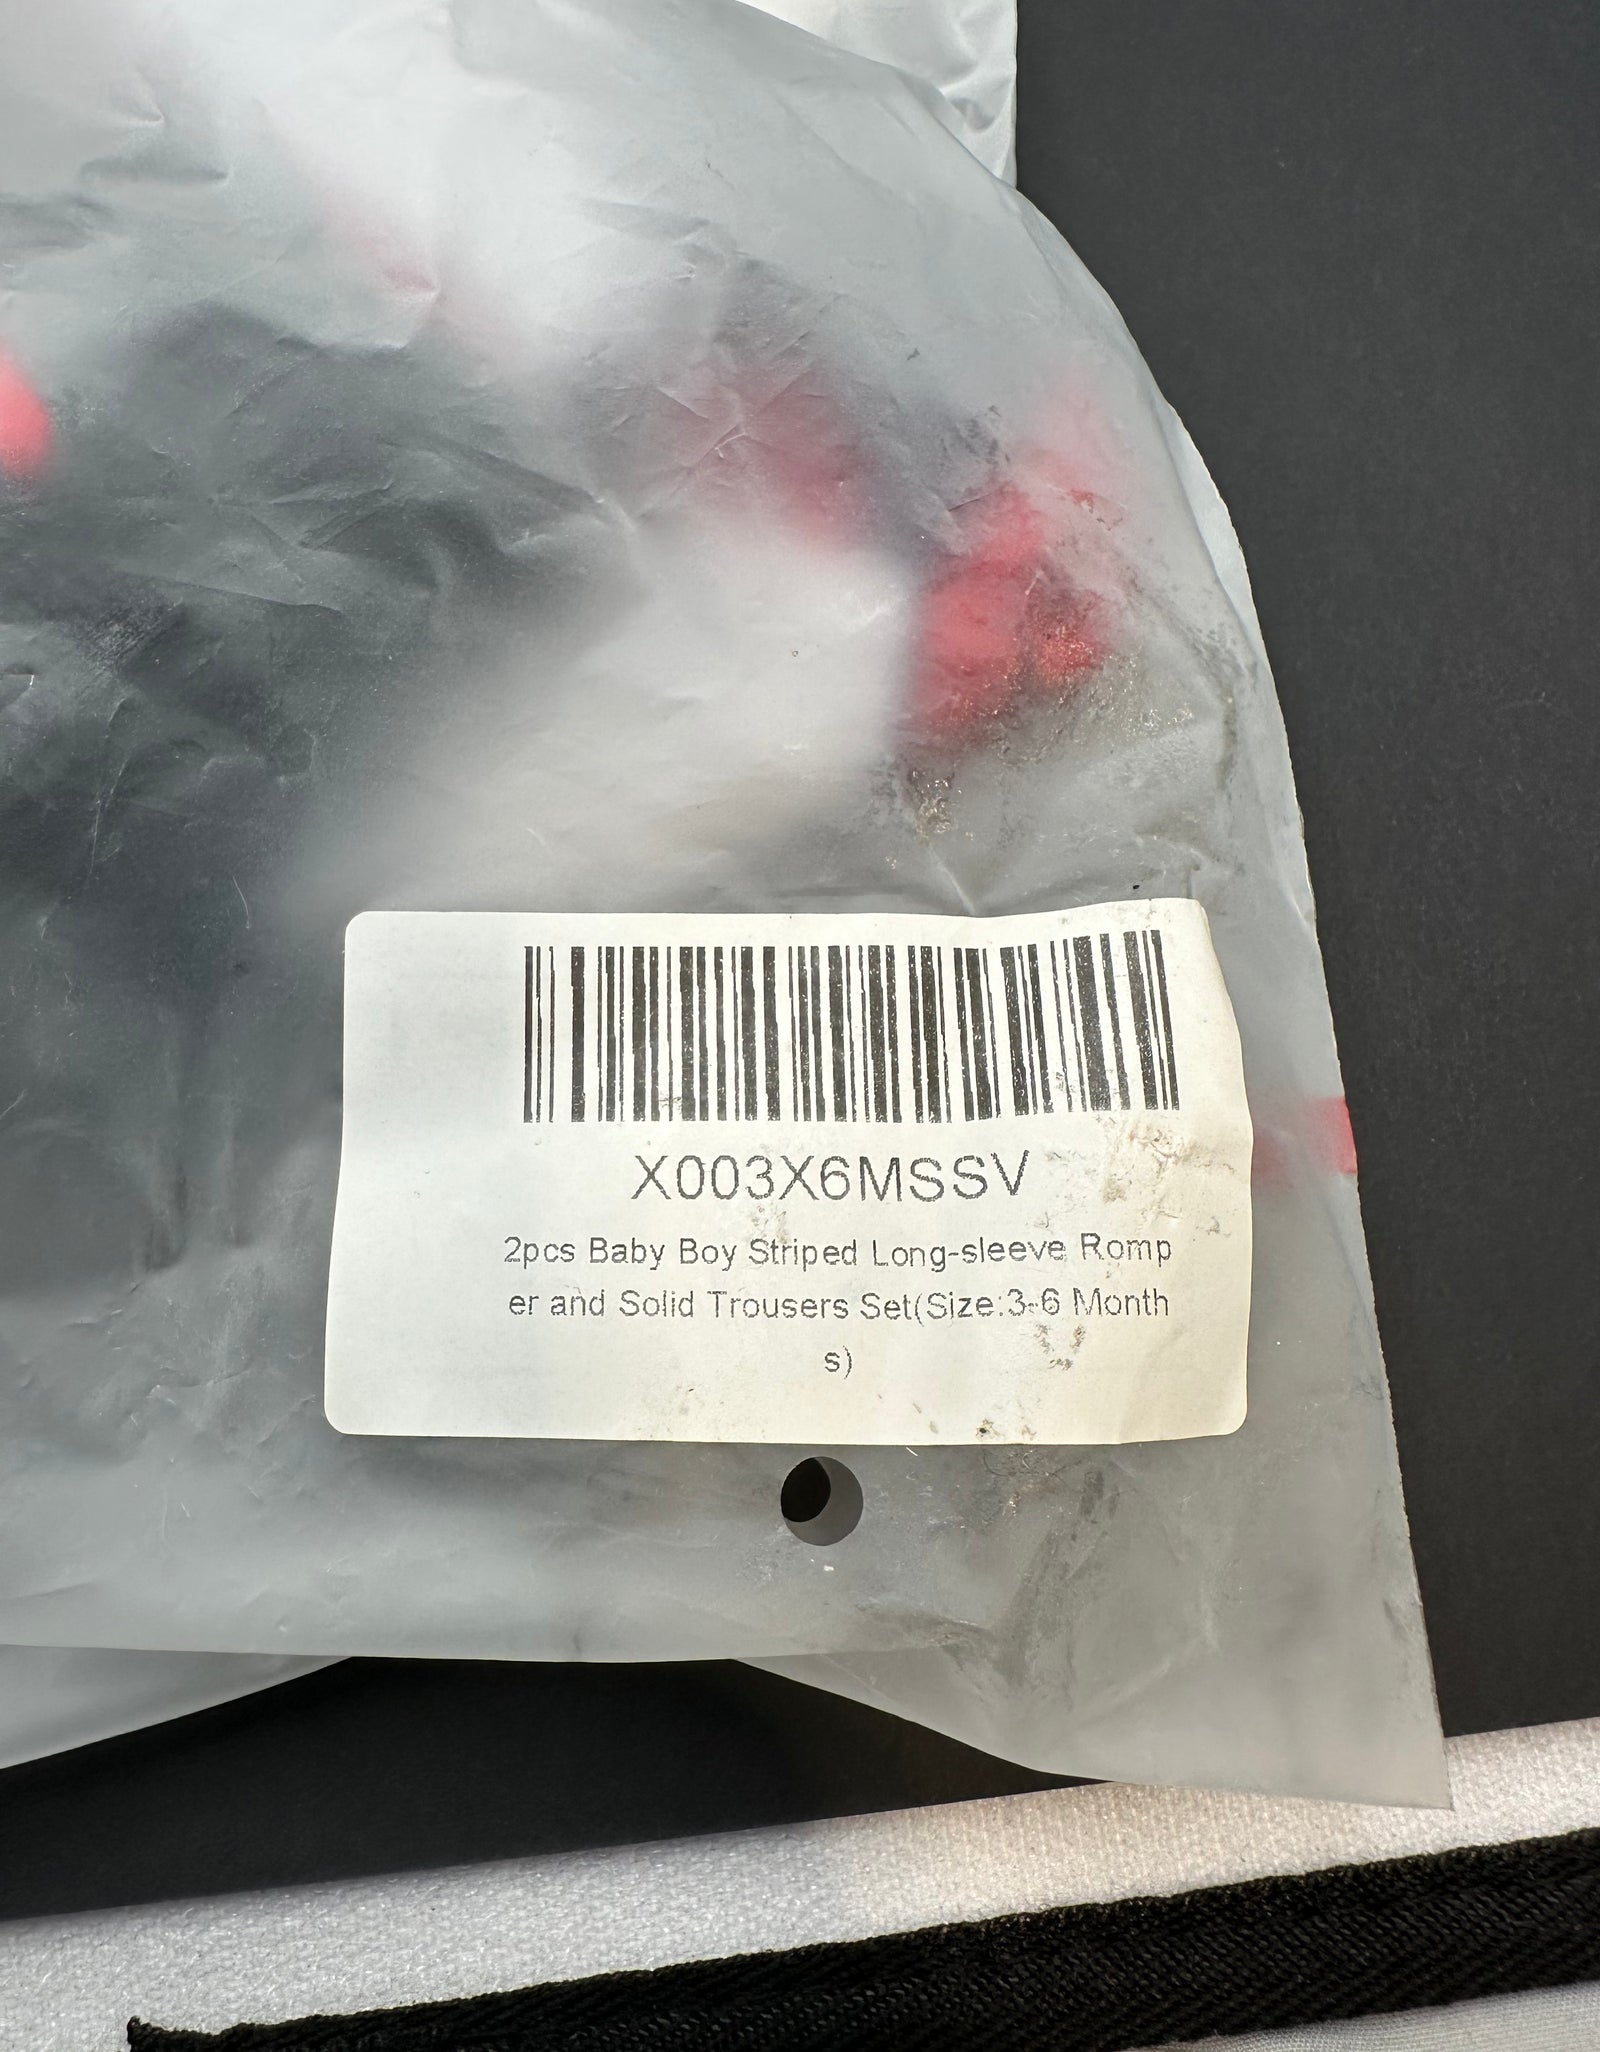 X003X6MSSV
2pcs Baby Boy Striped Long-sleeve Romp
er and Solid Trousers Set(Size:3-6 Month
s)